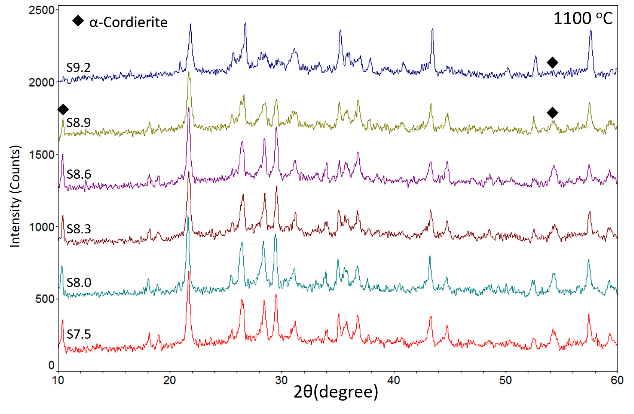 2500
◆ α-Cordierite
1100 °C
2000
S9.2
S8.9
1500
S8.6
1000
S8.3
S8.0
500
S7.5
0
10 20 30 40 50 60
Intensity (Counts)
2θ(degree)